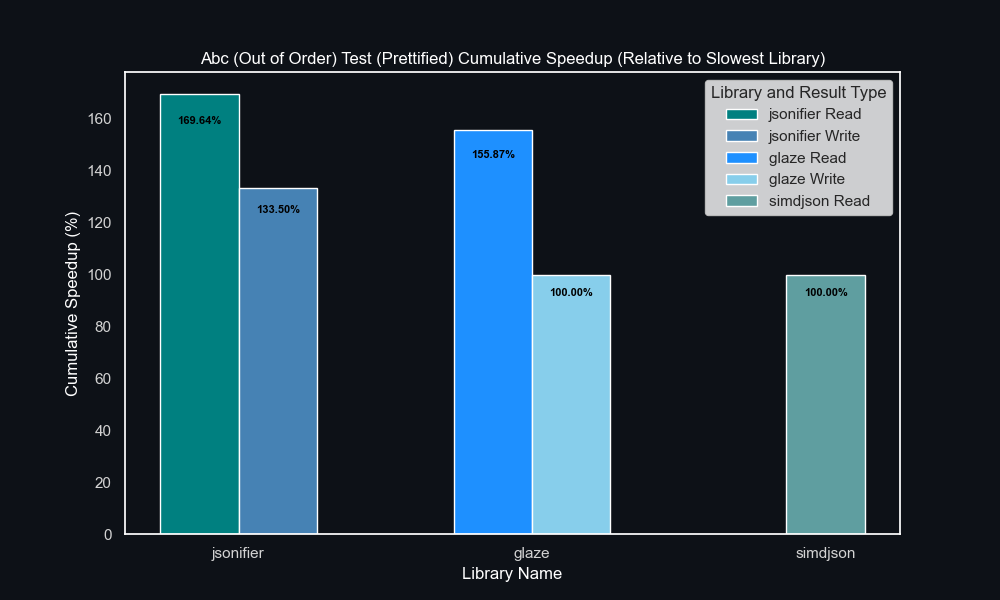 Abc (Out of Order) Test (Prettified) Cumulative Speedup (Relative to Slowest Library)
Library and Result Type
jsonifier Read
jsonifier Write
glaze Read
glaze Write
simdjson Read
169.64%
133.50%
155.87%
100.00%
100.00%
Cumulative Speedup (%)
160
140
120
100
80
60
40
20
0
jsonifier
glaze
simdjson
Library Name